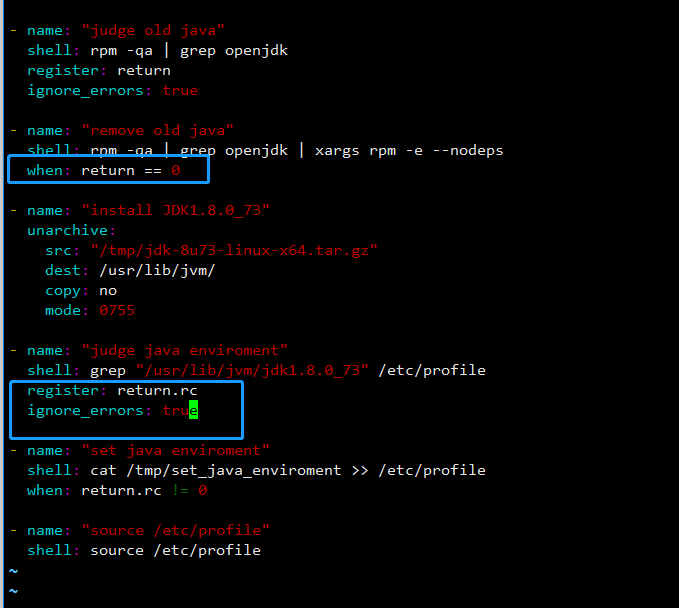 - name: "judge old java"
  shell: rpm -qa | grep openjdk
  register: return
  ignore_errors: true
- name: "remove old java"
  shell: rpm -qa | grep openjdk | xargs rpm -e --nodeps
  when: return == 0
- name: "install JDK1.8.0_73"
  unarchive:
    src: "/tmp/jdk-8u73-linux-x64.tar.gz"
    dest: /usr/lib/jvm/
    copy: no
    mode: 0755
- name: "judge java enviroment"
  shell: grep "/usr/lib/jvm/jdk1.8.0_73" /etc/profile
  register: return.rc
  ignore_errors: true
- name: "set java enviroment"
  shell: cat /tmp/set_java_enviroment >> /etc/profile
  when: return.rc != 0
- name: "source /etc/profile"
  shell: source /etc/profile
~
~